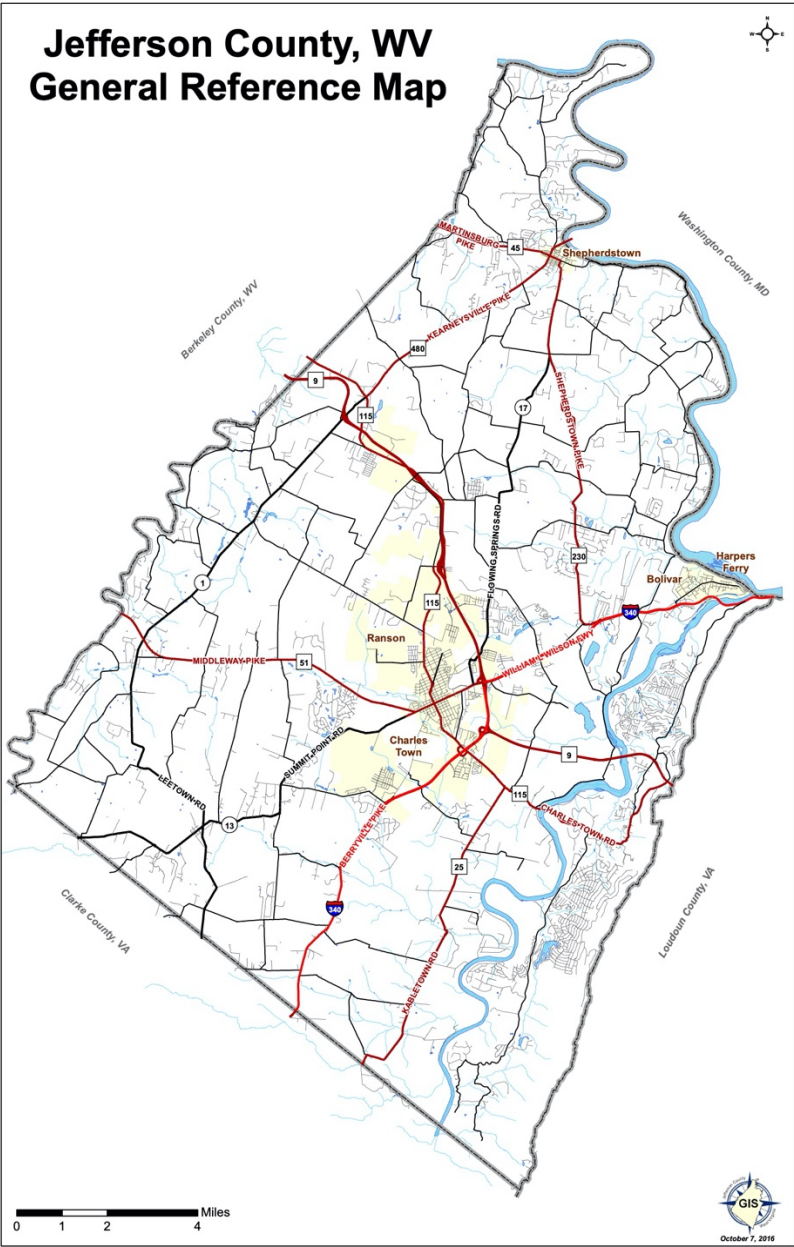 Jefferson County, WV
General Reference Map
N
W
E
S
MARTINSBURG
PIKE
45
Shepherdstown
Washington County, MD
Berkeley County, WV
KEARNEYSVILLE PIKE
480
9
115
17
SHEPHERDSTOWN PIKE
FLOWING SPRINGS RD
230
Harpers
Ferry
Bolivar
1
115
340
Ranson
WILLIAM L WILSON FWY
MIDDLEWAY PIKE
51
SUMMIT POINT RD
Charles
Town
9
LEETOWN RD
115
CHARLES TOWN RD
BERRYVILLE PIKE
13
25
Clarke County, VA
340
Loudoun County, VA
KABLETOWN RD
Miles
0 1 2 4
GIS
October 7, 2016